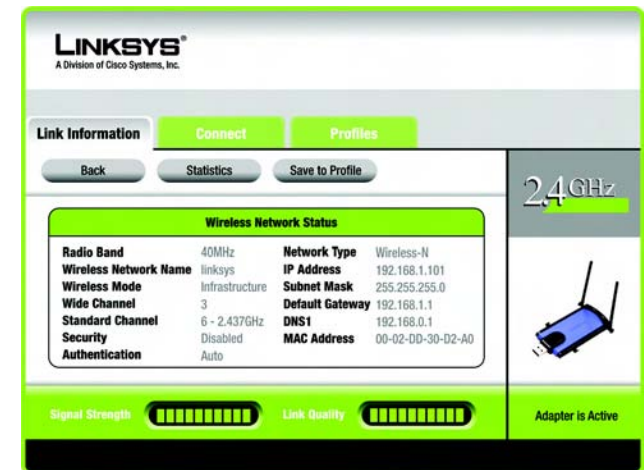 LINKSYS®
A Division of Cisco Systems, Inc.
Link Information Connect Profiles
Back Statistics Save to Profile
2.4GHz
Wireless Network Status
Radio Band 40MHz Network Type Wireless-N
Wireless Network Name linksys IP Address 192.168.1.101
Wireless Mode Infrastructure Subnet Mask 255.255.255.0
Wide Channel 3 Default Gateway 192.168.1.1
Standard Channel 6 - 2.437GHz DNS1 192.168.0.1
Security Disabled MAC Address 00-02-DD-30-D2-A0
Authentication Auto
Signal Strength Link Quality Adapter is Active